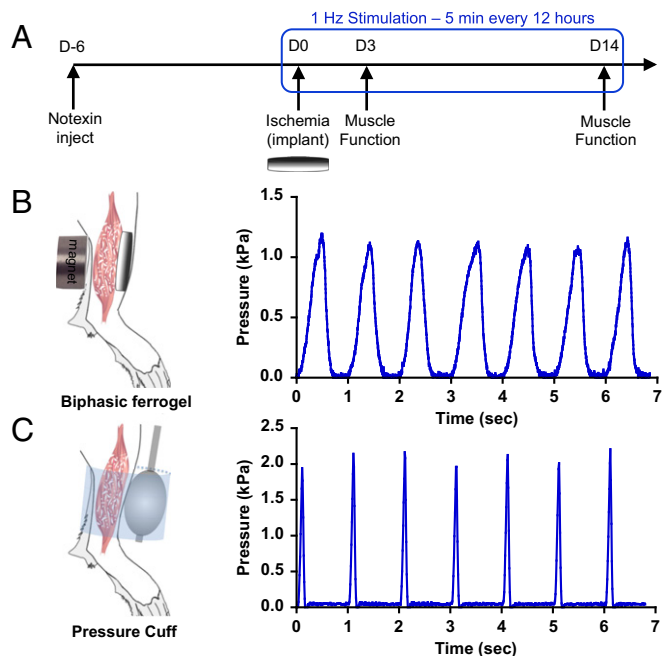 A
1 Hz Stimulation – 5 min every 12 hours
D-6
D0
D3
D14
Notexin
inject
Ischemia
(implant)
Muscle
Function
Muscle
Function
B
magnet
Biphasic ferrogel
Pressure (kPa)
1.5
1.0
0.5
0.0
0 1 2 3 4 5 6 7
Time (sec)
C
Pressure Cuff
Pressure (kPa)
2.5
2.0
1.5
1.0
0.5
0.0
0 1 2 3 4 5 6 7
Time (sec)